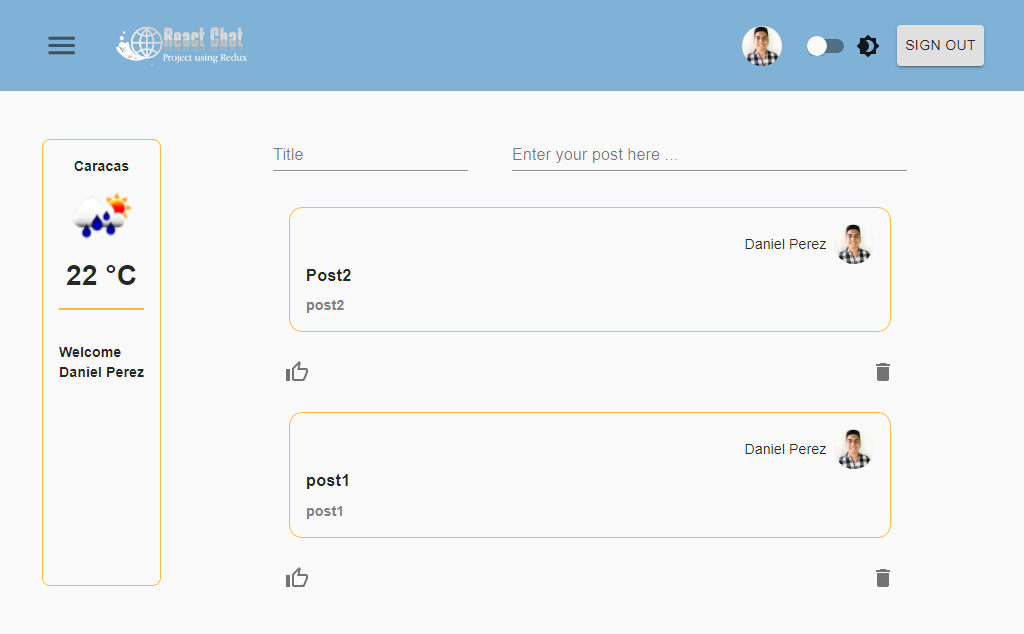 React Chat
Project using Redux
SIGN OUT
Caracas
22 °C
Welcome
Daniel Perez
Title
Enter your post here ...
Daniel Perez
Post2
post2
Daniel Perez
post1
post1